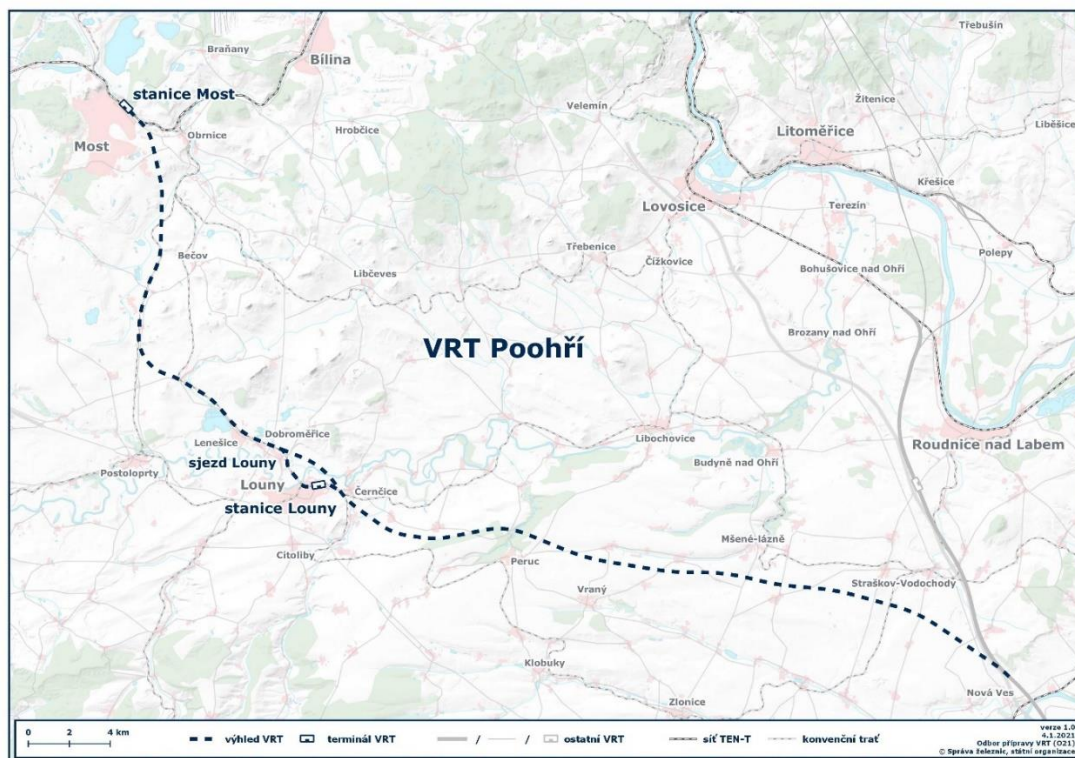 Třebušín
Braňany
Bílina
stanice Most
Velemín
Žitenice
Obrnice
Hrobčice
Litoměřice
Liběšice
Most
Křešice
Lovosice
Terezín
Třebenice
Polepy
Bečov
Čížkovice
Libčeves
Bohušovice nad Ohří
Brozany nad Ohří
VRT Poohří
Lenešice
Dobroměřice
Libochovice
Roudnice nad Labem
Postoloprty
sjezd Louny
Budyně nad Ohří
Louny
Černčice
stanice Louny
Mšené-lázně
Citoliby
Peruc
Straškov-Vodochody
Vraný
Klobuky
Nová Ves
Zlonice
0 2 4 km
výhled VRT
terminál VRT
/ / ostatní VRT
síť TEN-T
konvenční trať
verze 1.0
4.1.2021
Odbor přípravy VRT (O21)
© Správa železnic, státní organizace